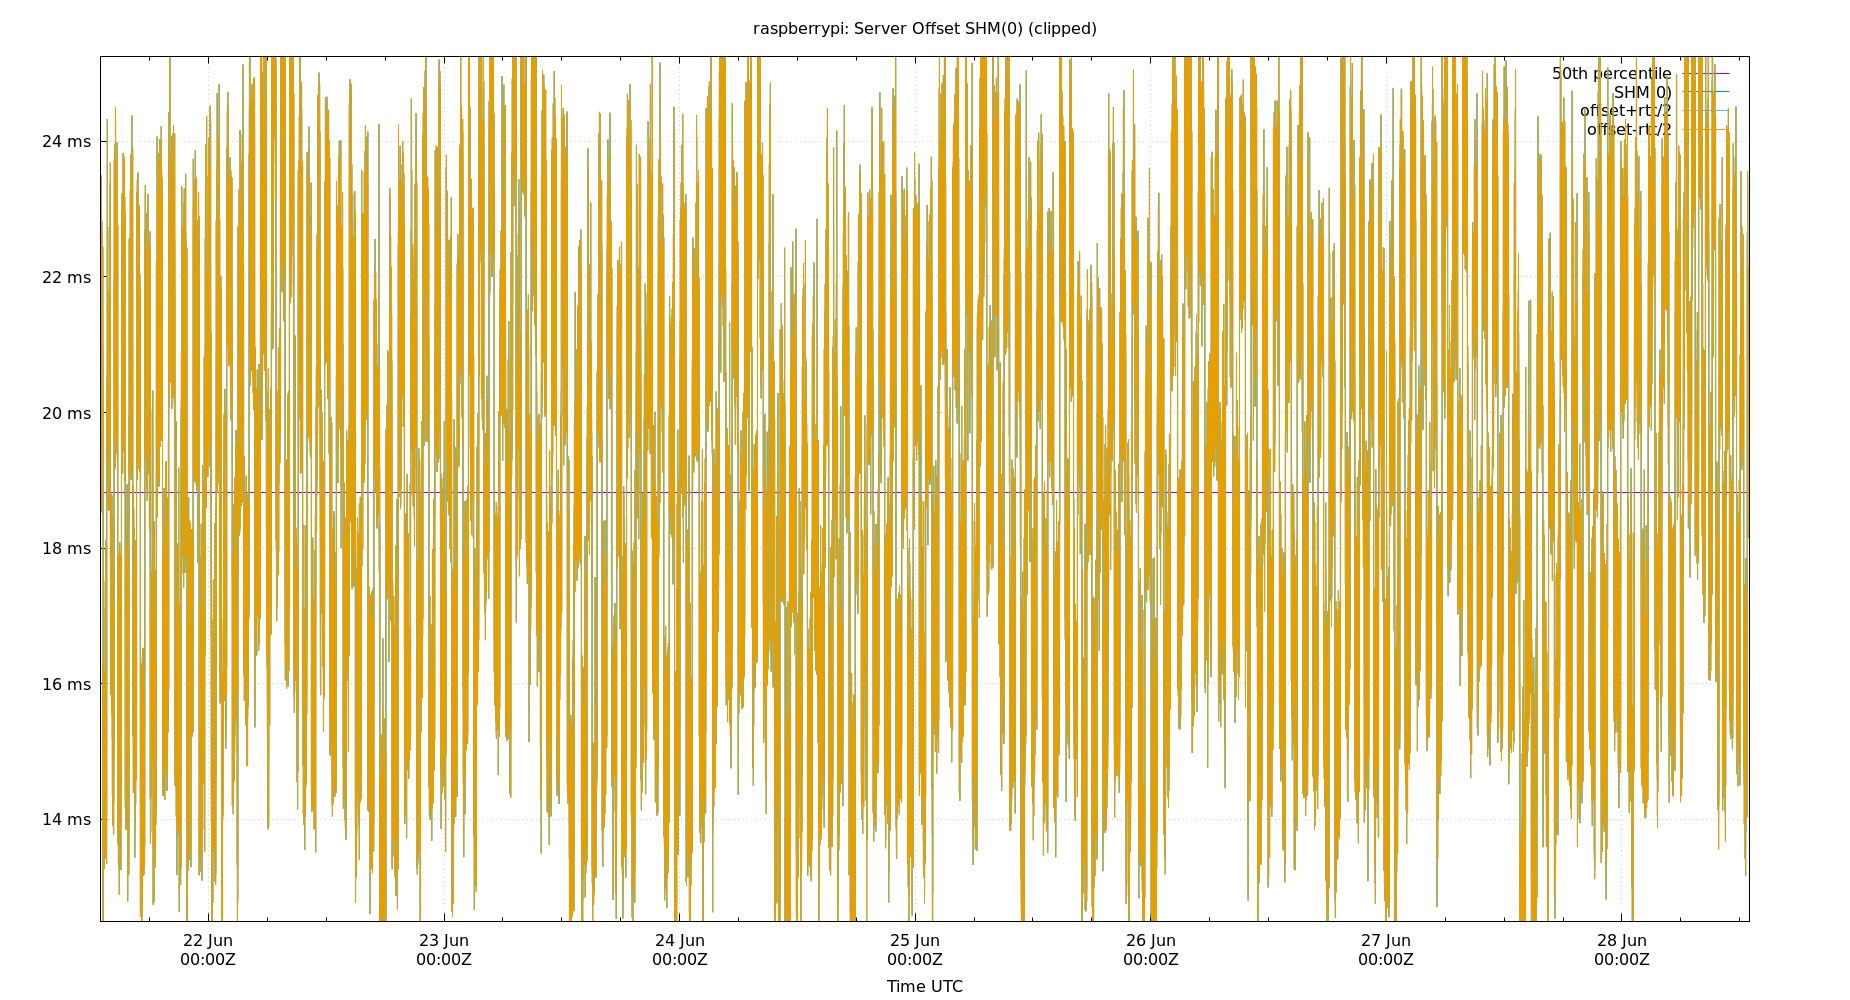 raspberrypi: Server Offset SHM(0) (clipped)
50th percentile
SHM(0)
offset+rtt/2
offset-rtt/2
24 ms
22 ms
20 ms
18 ms
16 ms
14 ms
22 Jun 23 Jun 24 Jun 25 Jun 26 Jun 27 Jun 28 Jun
00:00Z 00:00Z 00:00Z 00:00Z 00:00Z 00:00Z 00:00Z
Time UTC